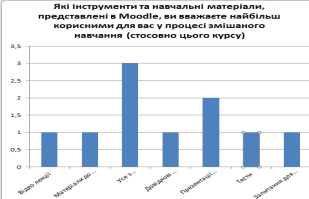 Які інструменти та навчальні матеріали,
представлені в Moodle, ви вважаєте найбільш
корисними для вас у процесі змішаного
навчання (стосовно цього курсу)
3,5
3
2,5
2
1,5
1
0,5
0
Відео лекції
Матеріали до...
Усе з...
Довідкові ...
Презентації...
Тести
Запитання для...